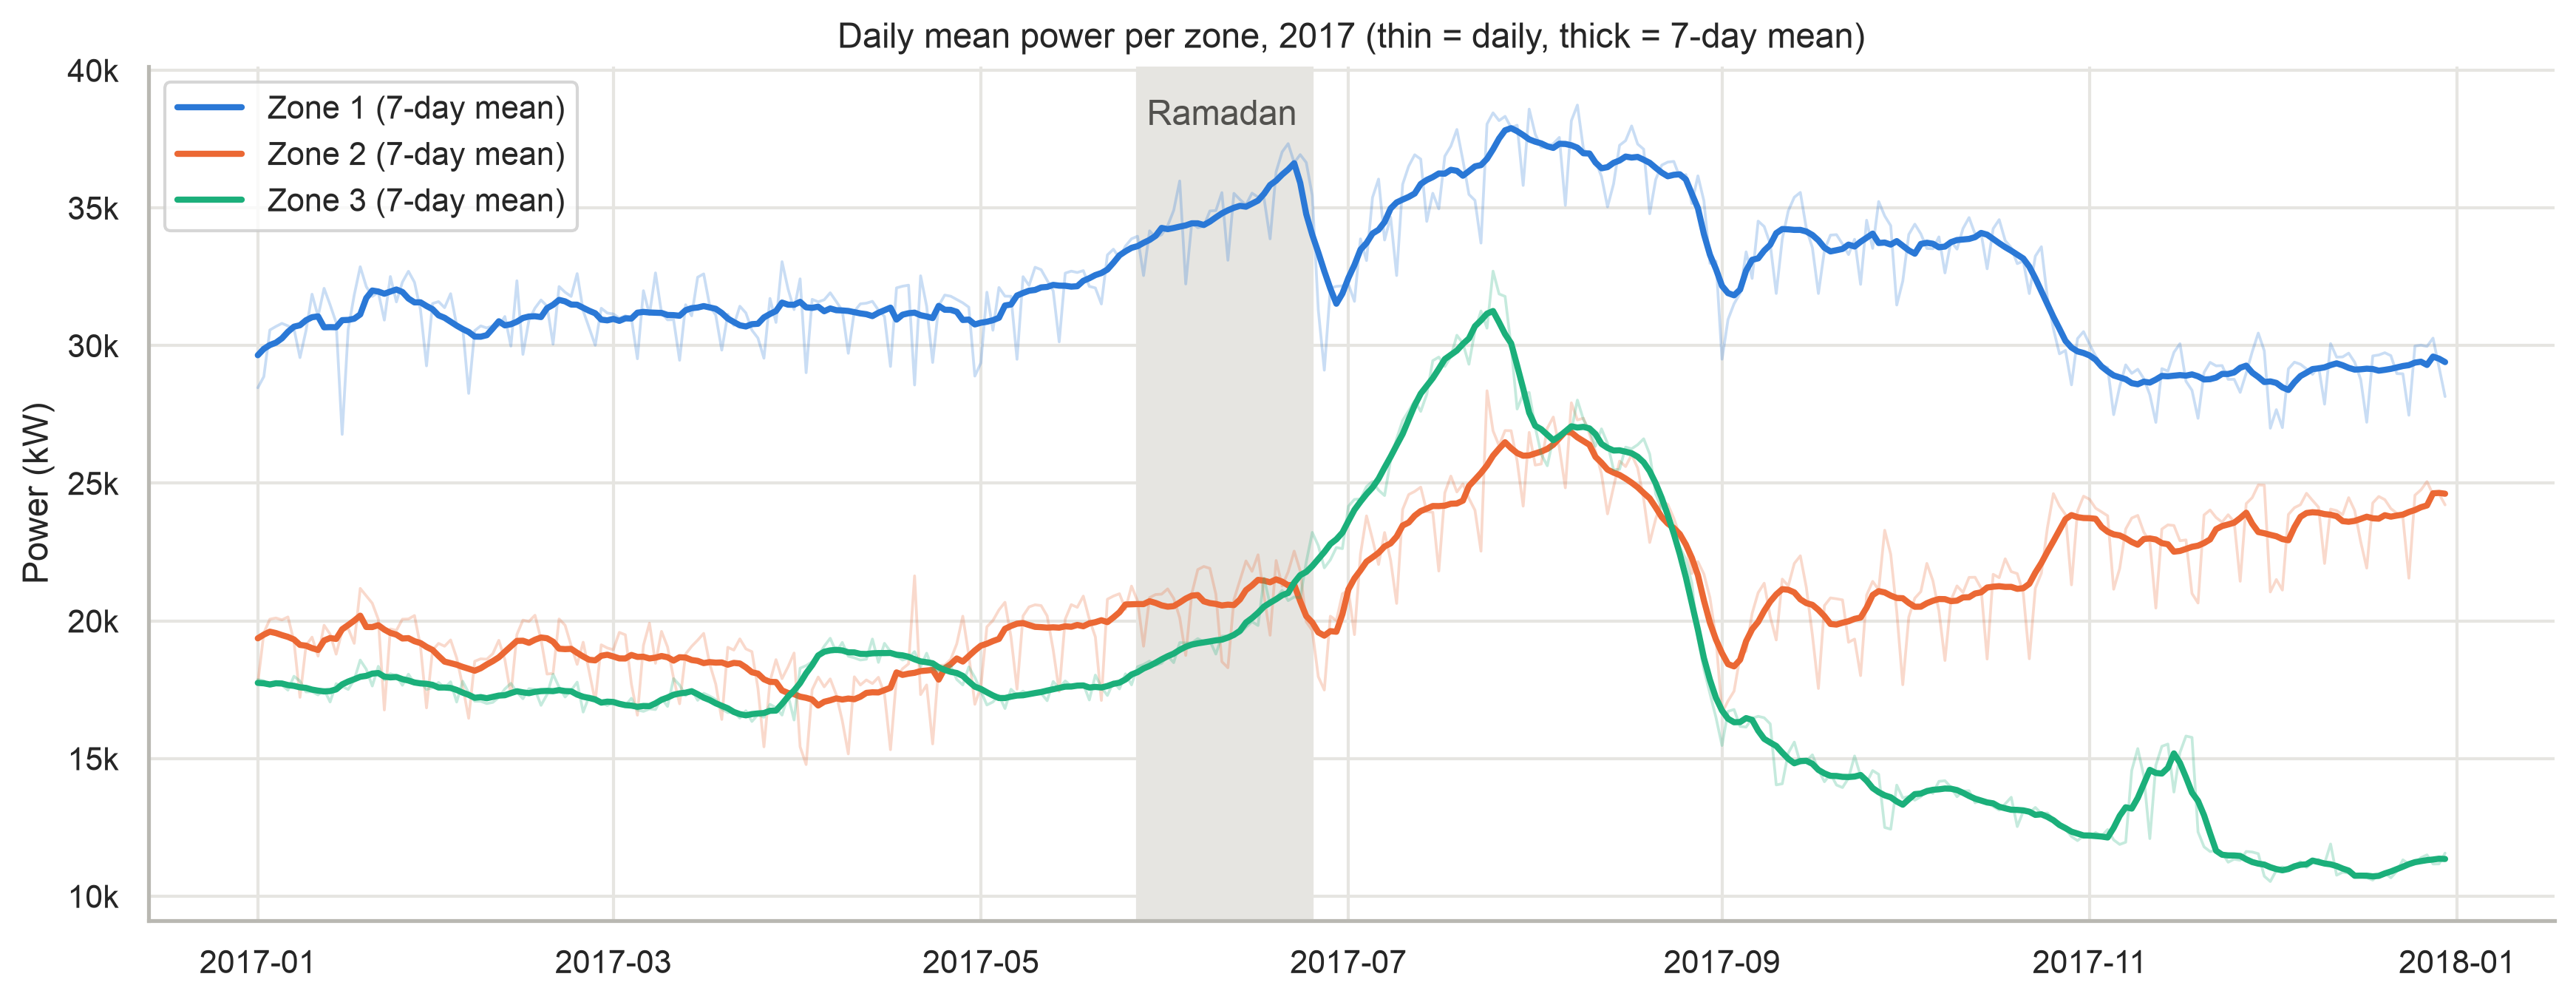 Daily mean power per zone, 2017 (thin = daily, thick = 7-day mean)
40k
35k
30k
25k
20k
15k
10k
Power (kW)
Zone 1 (7-day mean)
Zone 2 (7-day mean)
Zone 3 (7-day mean)
Ramadan
2017-01
2017-03
2017-05
2017-07
2017-09
2017-11
2018-01